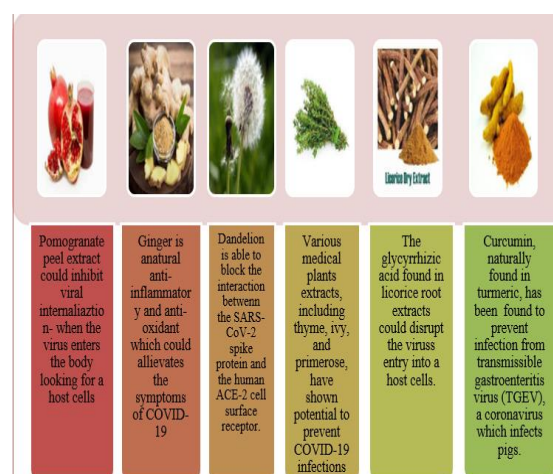 Licorice Dry Extract
Pomogranate
peel extract
could inhibit
viral
internaliaztio
n- when the
virus enters
the body
looking for a
host cells
Ginger is
anatural
anti-
inflammator
y and anti-
oxidant
which could
allievates
the
symptoms
of COVID-
19
Dandelion
is able to
block the
interaction
betwenn
the SARS-
CoV-2
spike
protein and
the human
ACE-2 cell
surface
receptor.
Various
medical
plants
extracts,
including
thyme, ivy,
and
primerose,
have
shown
potential to
prevent
COVID-19
infections
The
glycyrrhizic
acid found in
licorice root
extracts
could disrupt
the viruss
entry into a
host cells.
Curcumin,
naturally
found in
turmeric, has
been found to
prevent
infection from
transmissible
gastroenteritis
virus (TGEV),
a coronavirus
which infects
pigs.